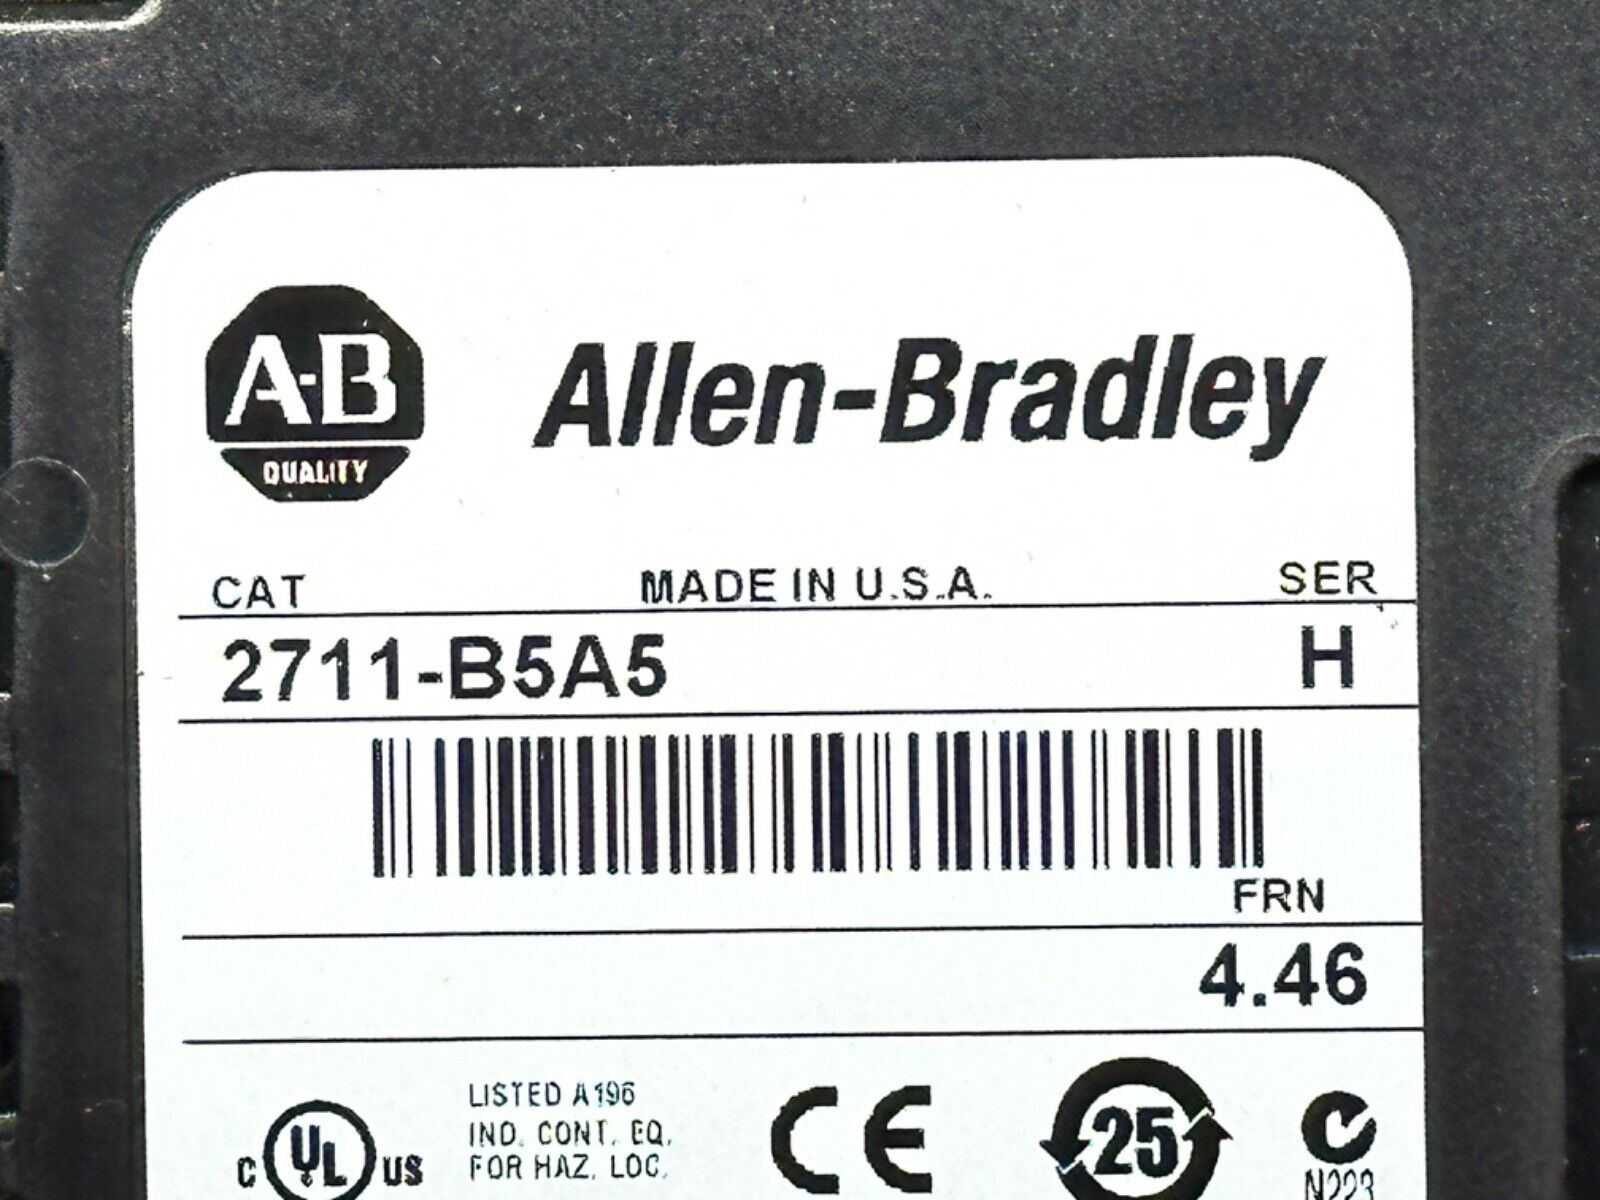 A-B
QUALITY
Allen-Bradley
CAT MADE IN U.S.A. SER
2711-B5A5 H
FRN
4.46
LISTED A196
IND. CONT. EQ.
FOR HAZ. LOC.
C UL US
CE
25
N223